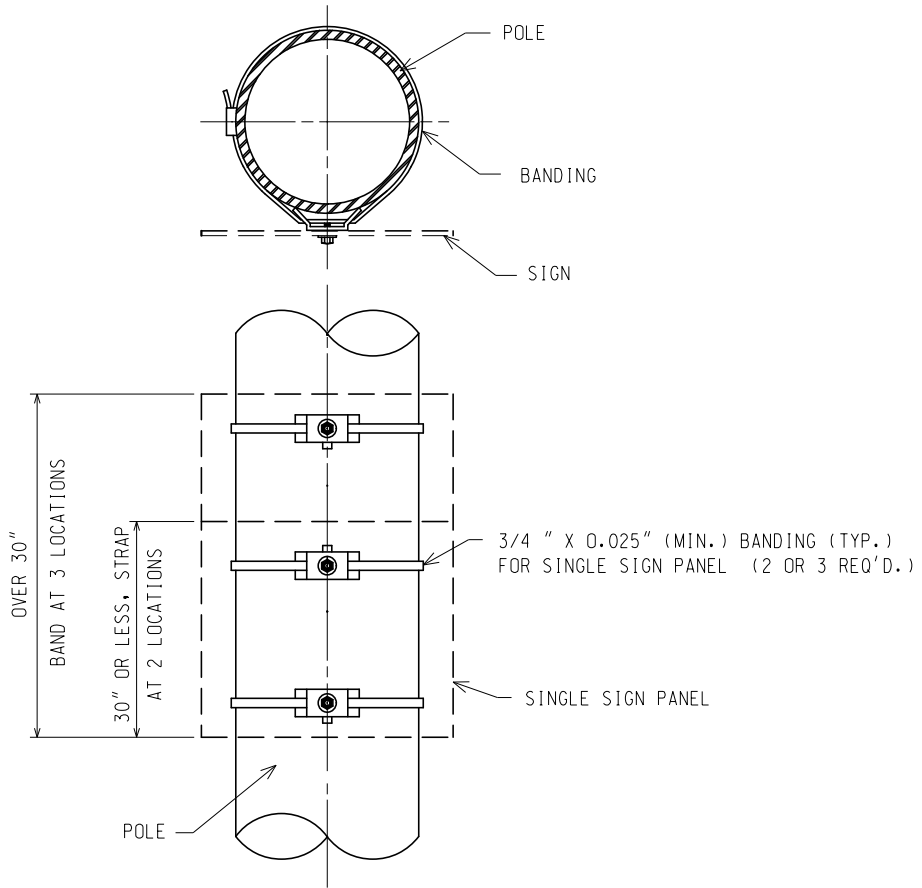 POLE
BANDING
SIGN
OVER 30"
BAND AT 3 LOCATIONS
30" OR LESS, STRAP
AT 2 LOCATIONS
3/4 " X 0.025" (MIN.) BANDING (TYP.)
FOR SINGLE SIGN PANEL (2 OR 3 REQ'D.)
SINGLE SIGN PANEL
POLE